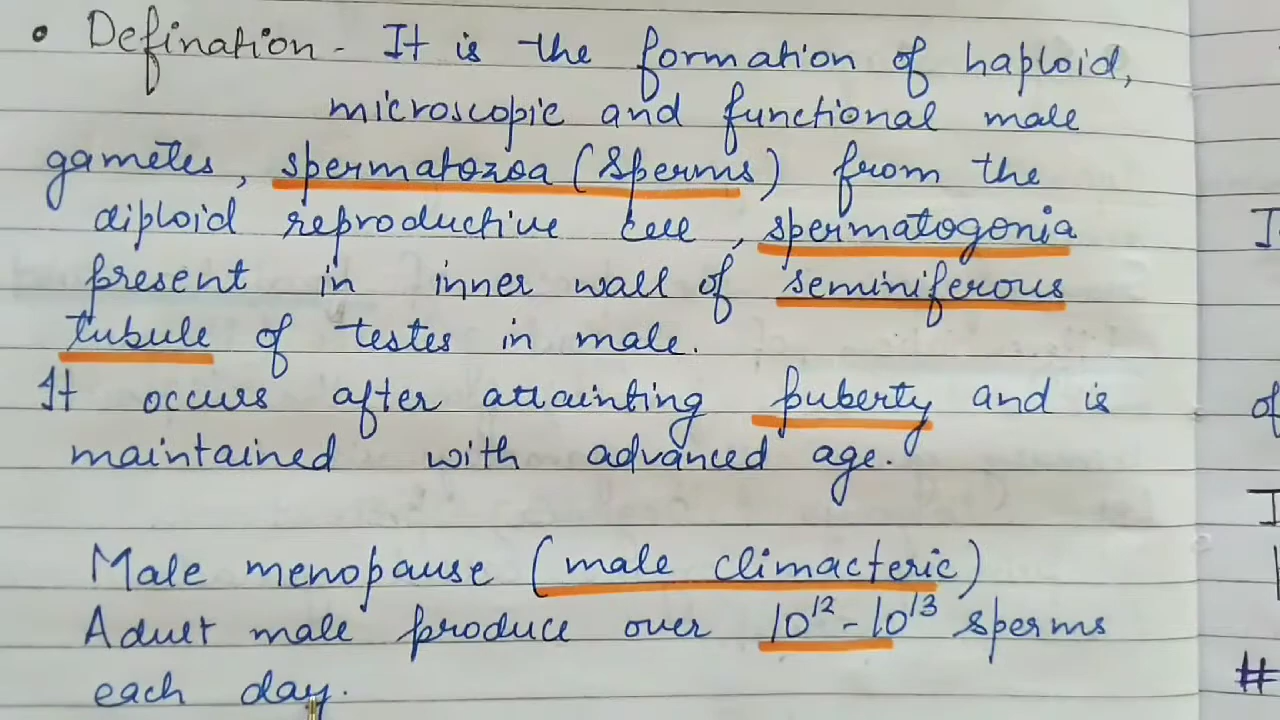 • Defination - It is the formation of haploid,
microscopic and functional male
gametes, spermatozoa (Sperms) from the
diploid reproductive cell, spermatogonia
present in inner wall of seminiferous
tubule of testes in male.
It occurs after attainting puberty and is
maintained with advanced age.
Male menopause (male climacteric)
Adult male produce over 10¹²-10¹³ sperms
each day.
of
#